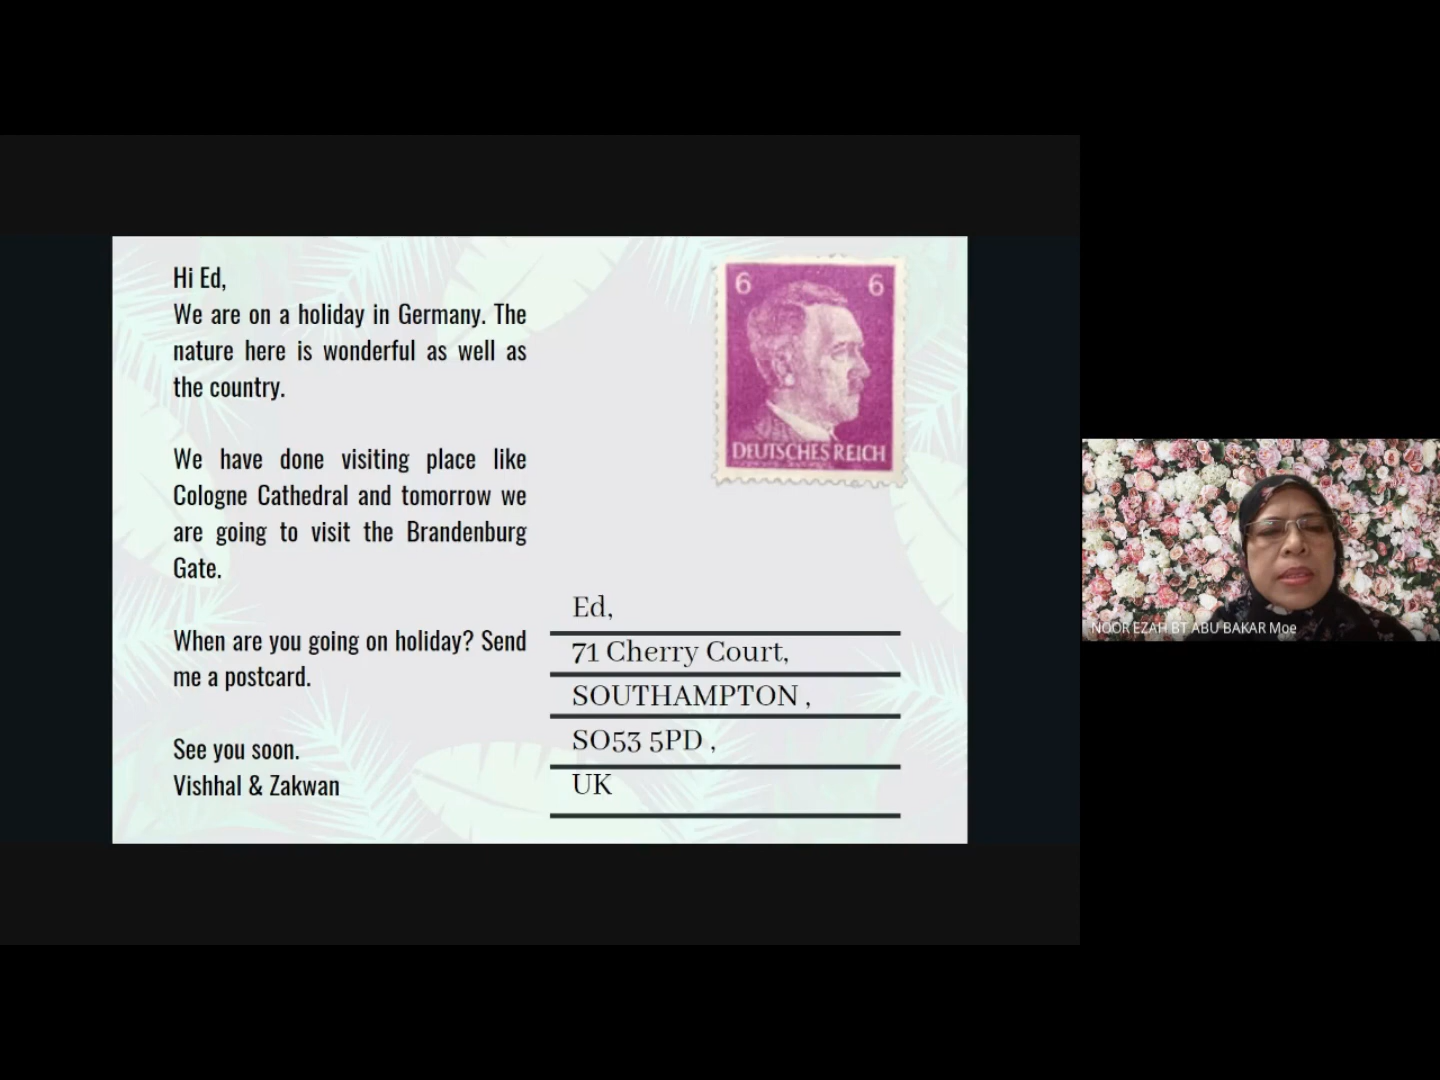 Hi Ed,
We are on a holiday in Germany. The
nature here is wonderful as well as
the country.
We have done visiting place like
Cologne Cathedral and tomorrow we
are going to visit the Brandenburg
Gate.
When are you going on holiday? Send
me a postcard.
See you soon.
Vishhal & Zakwan
6 6
DEUTSCHES REICH
Ed,
71 Cherry Court,
SOUTHAMPTON ,
SO53 5PD ,
UK
NOOR EZAH BT ABU BAKAR Moe